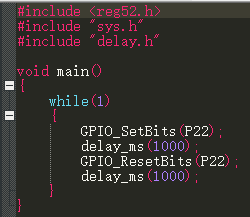 #include <reg52.h>
#include "sys.h"
#include "delay.h"
void main()
{
while(1)
{
GPIO_SetBits(P22);
delay_ms(1000);
GPIO_ResetBits(P22);
delay_ms(1000);
}
}